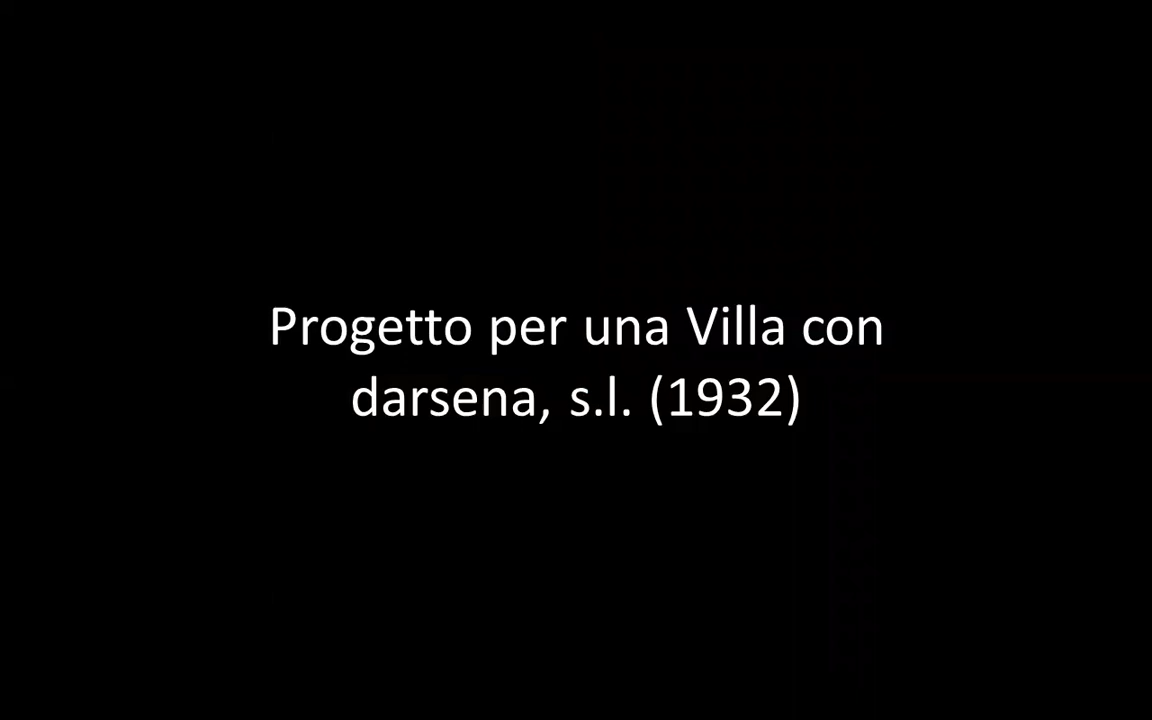 Progetto per una Villa con
darsena, s.l. (1932)